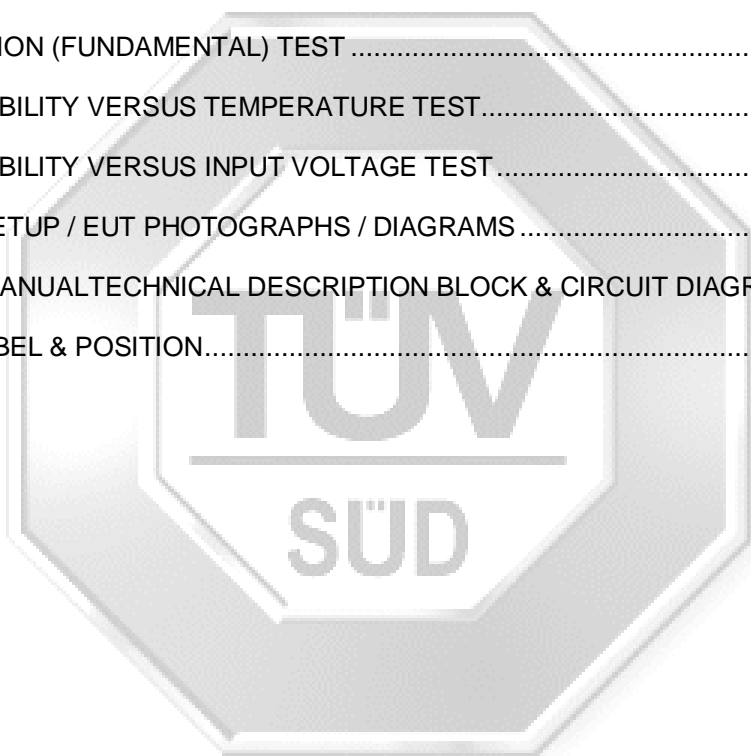 ION (FUNDAMENTAL) TEST ................................................................
BILITY VERSUS TEMPERATURE TEST............................................
BILITY VERSUS INPUT VOLTAGE TEST..........................................
ETUP / EUT PHOTOGRAPHS / DIAGRAMS ......................................
ANUALTECHNICAL DESCRIPTION BLOCK & CIRCUIT DIAGR
BEL & POSITION....................................................................................
TÜV
SÜD